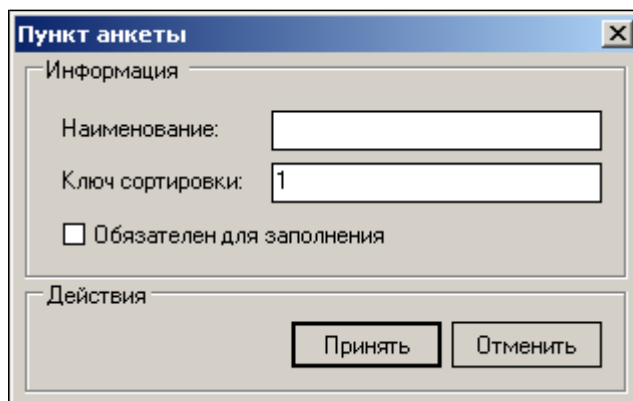 Пункт анкеты
Информация
Наименование:
Ключ сортировки: 1
Обязателен для заполнения
Действия
Принять Отменить